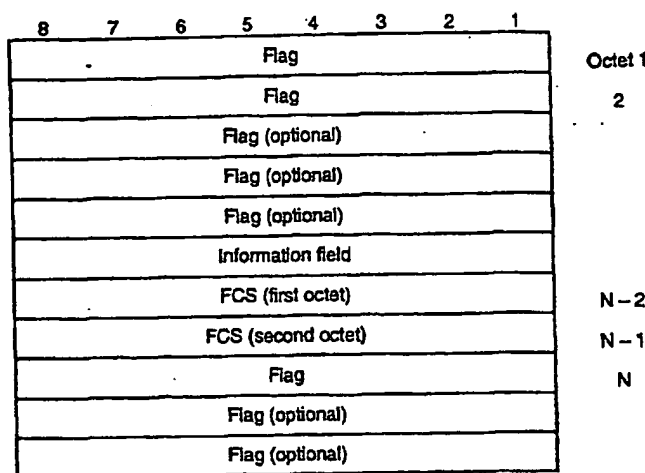 8 7 6 5 4 3 2 1
Flag Octet 1
Flag 2
Flag (optional)
Flag (optional)
Flag (optional)
Information field
FCS (first octet) N-2
FCS (second octet) N-1
Flag N
Flag (optional)
Flag (optional)